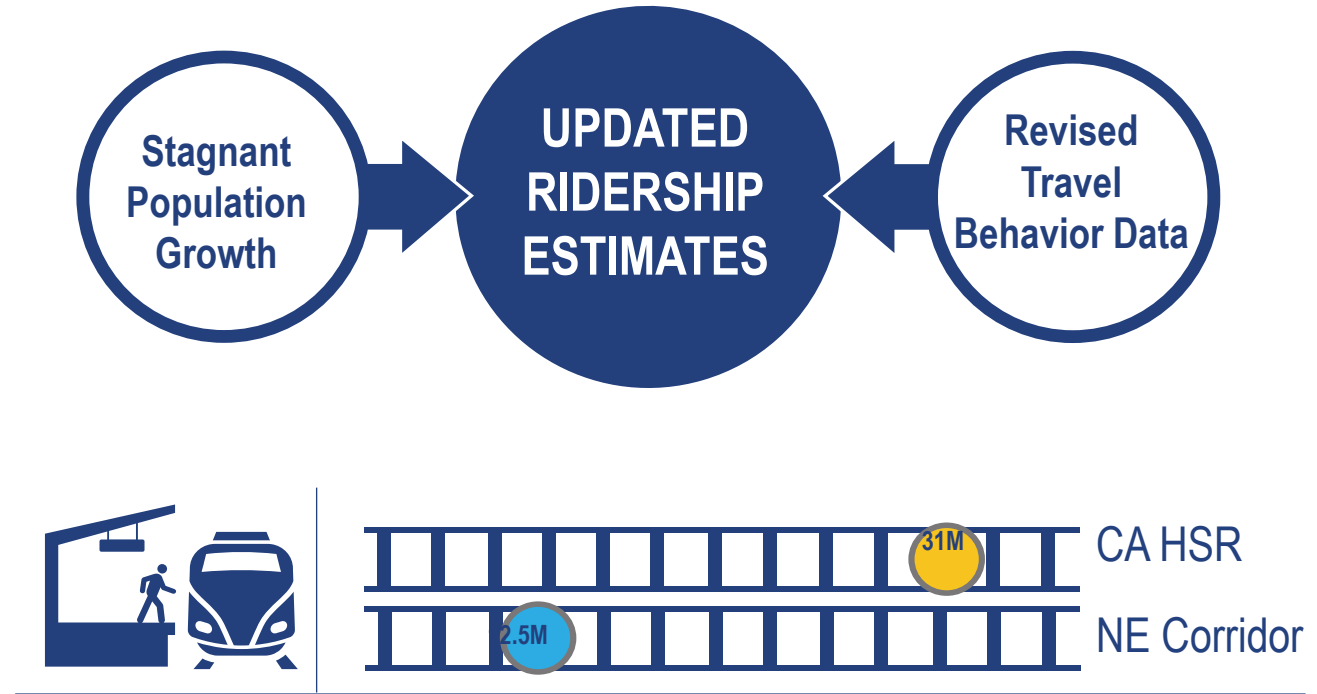 Stagnant
Population
Growth
UPDATED
RIDERSHIP
ESTIMATES
Revised
Travel
Behavior Data
31M
CA HSR
2.5M
NE Corridor